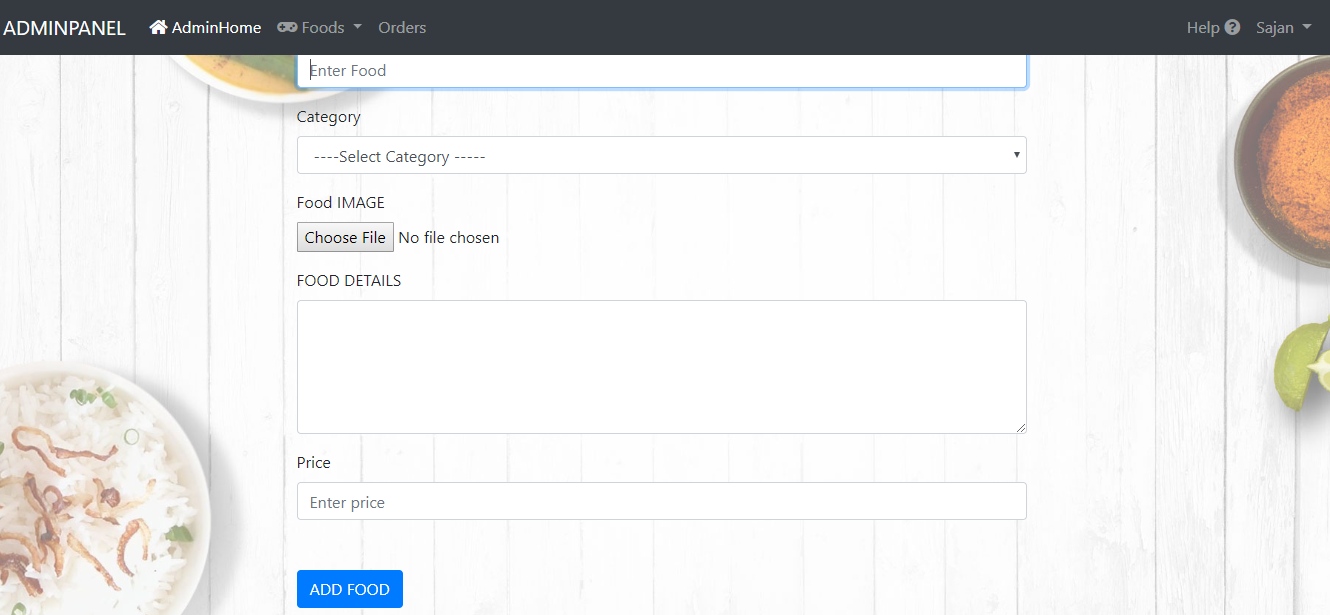 ADMINPANEL AdminHome Foods Orders Help Sajan
Enter Food
Category
----Select Category -----
Food IMAGE
Choose File No file chosen
FOOD DETAILS
Price
Enter price
ADD FOOD